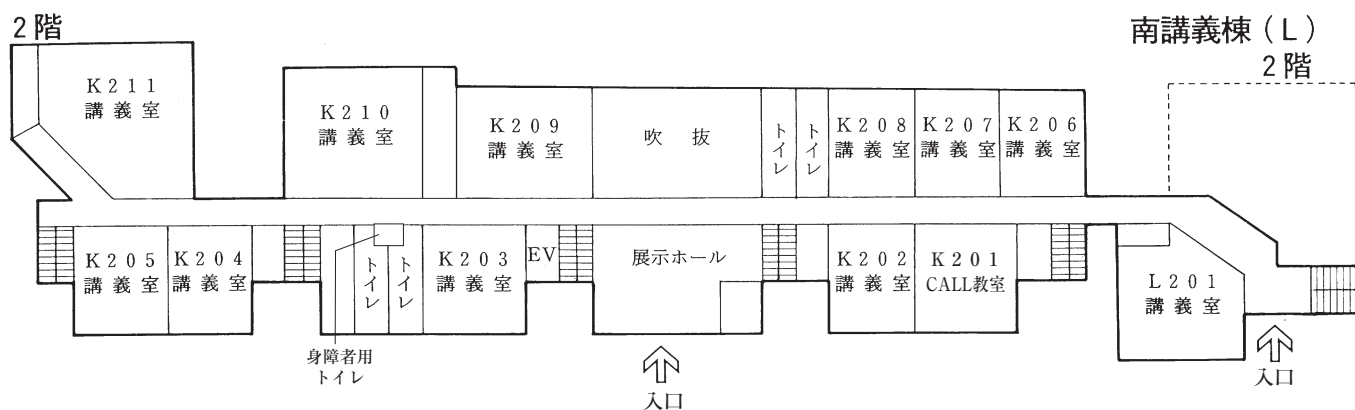 2階
南講義棟(L)
2階
K211
講義室
K210
講義室
K209
講義室
吹抜
トイレ
トイレ
K208
講義室
K207
講義室
K206
講義室
K205
講義室
K204
講義室
トイレ
トイレ
K203
講義室
EV
展示ホール
K202
講義室
K201
CALL教室
L201
講義室
身障者用
トイレ
入口
入口